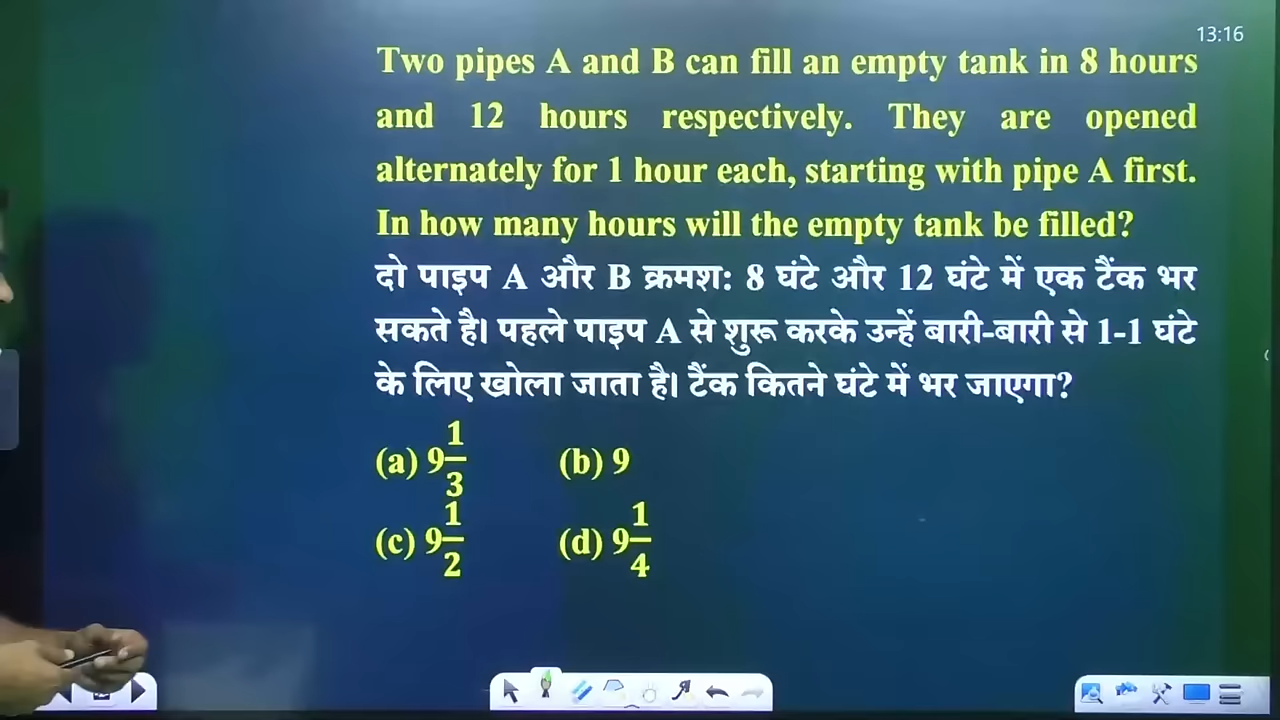 13:16
Two pipes A and B can fill an empty tank in 8 hours
and 12 hours respectively. They are opened
alternately for 1 hour each, starting with pipe A first.
In how many hours will the empty tank be filled?
दो पाइप A और B क्रमश: 8 घंटे और 12 घंटे में एक टैंक भर
सकते है। पहले पाइप A से शुरू करके उन्हें बारी-बारी से 1-1 घंटे
के लिए खोला जाता है। टैंक कितने घंटे में भर जाएगा?
(a) 9 1/3 (b) 9
(c) 9 1/2 (d) 9 1/4